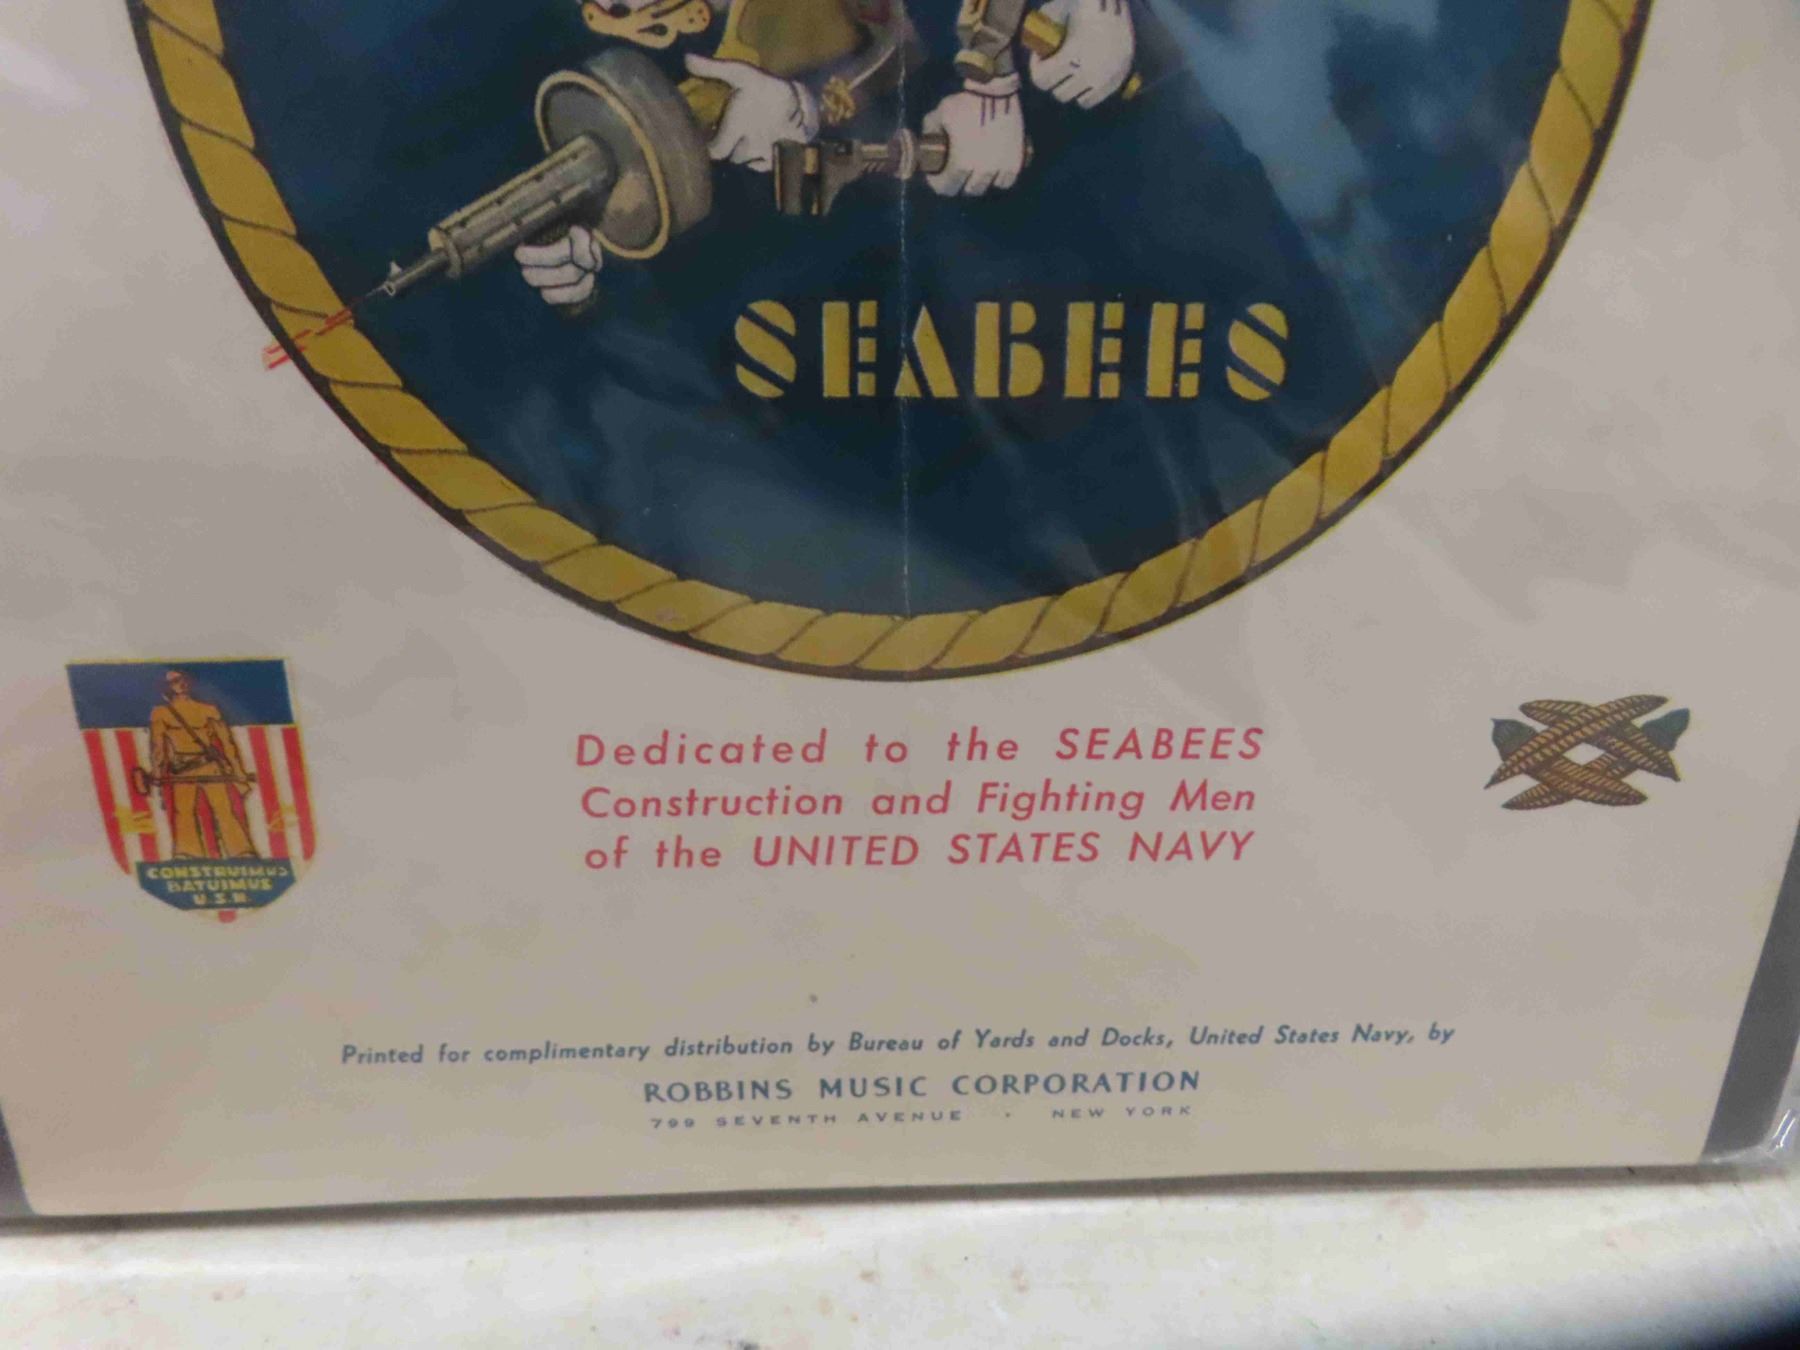 SEABEES
Dedicated to the SEABEES
Construction and Fighting Men
of the UNITED STATES NAVY
CONSTRUIMUS
BATUIMUS
U.S.N.
Printed for complimentary distribution by Bureau of Yards and Docks, United States Navy, by
ROBBINS MUSIC CORPORATION
799 SEVENTH AVENUE • NEW YORK